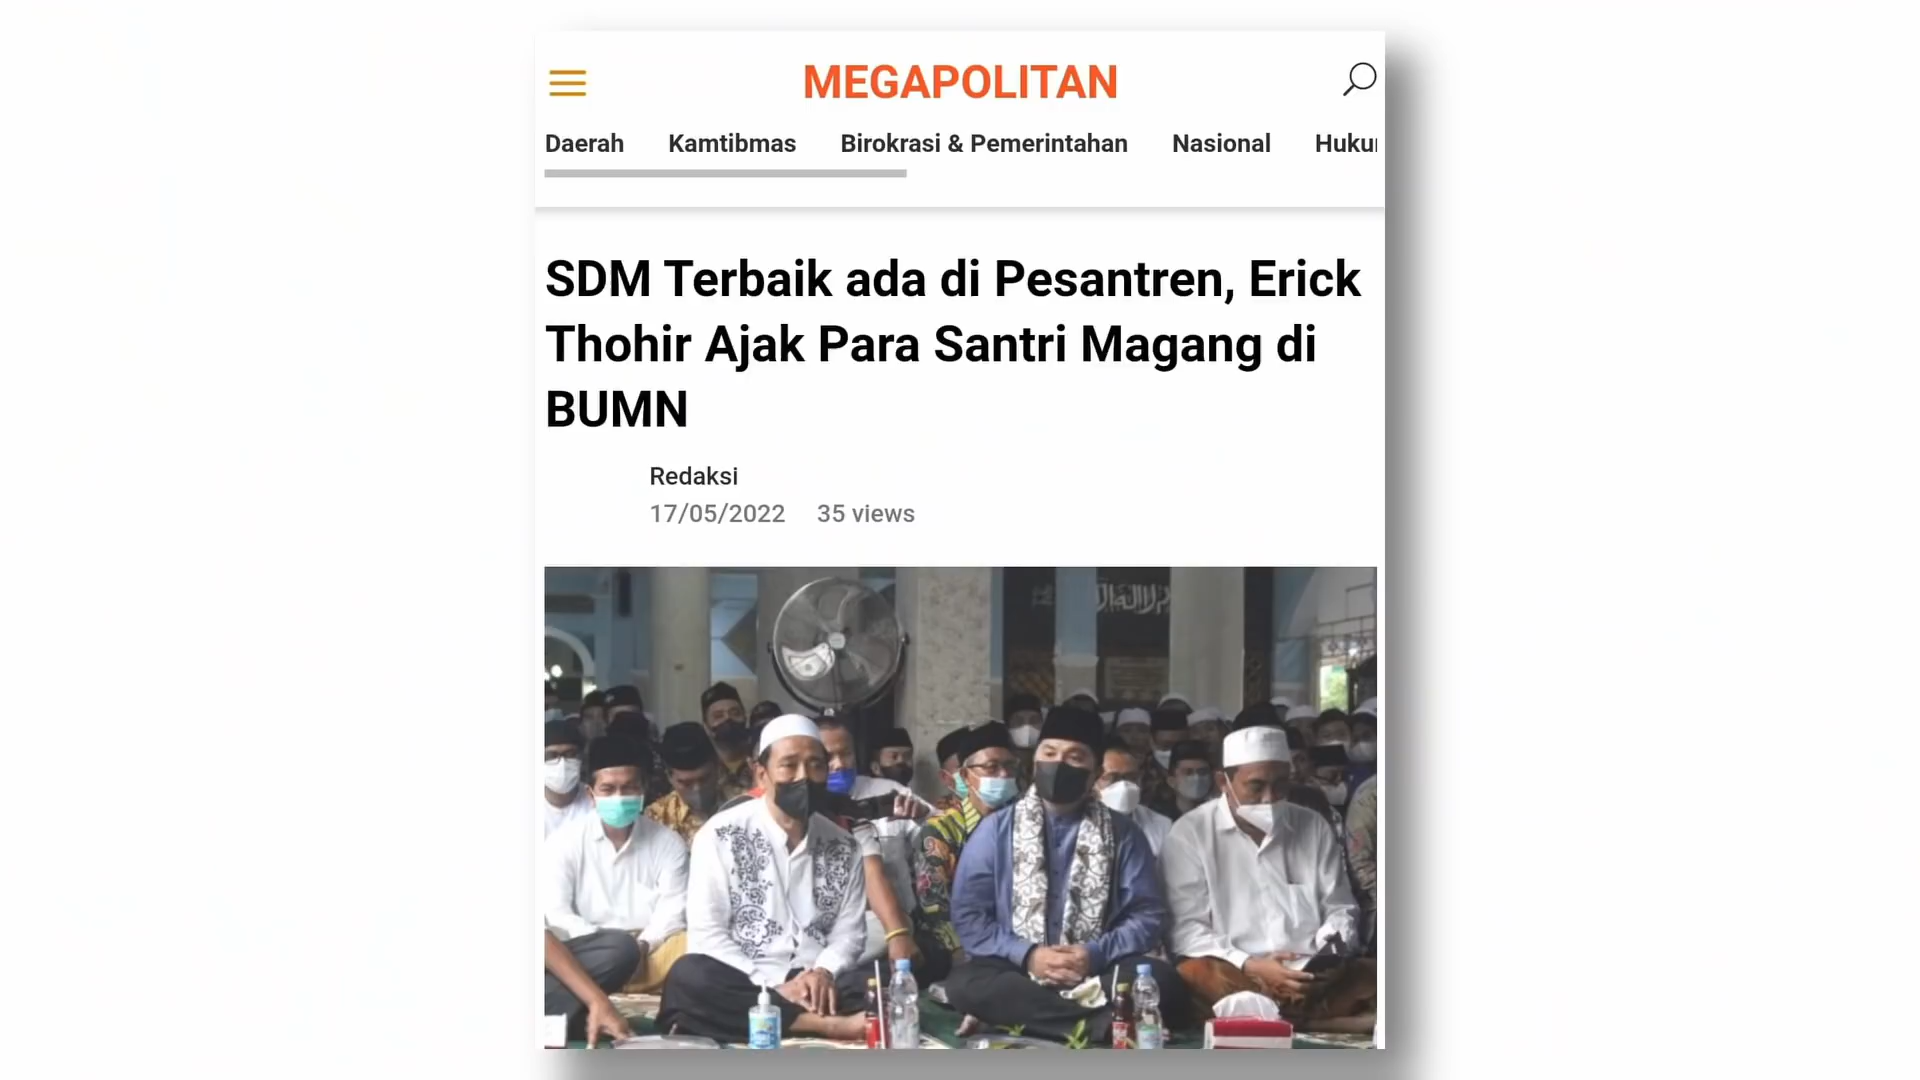 MEGAPOLITAN
Daerah Kamtibmas Birokrasi & Pemerintahan Nasional Huku
SDM Terbaik ada di Pesantren, Erick
Thohir Ajak Para Santri Magang di
BUMN
Redaksi
17/05/2022 35 views